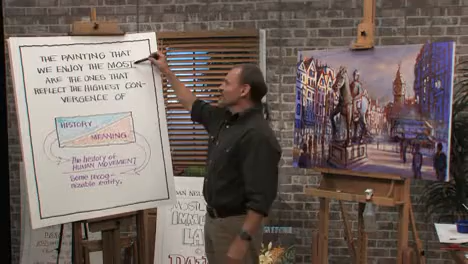 THE PAINTING THAT
WE ENJOY THE MOST
ARE THE ONES THAT
REFLECT THE HIGHEST CON-
VERGENCE OF
HISTORY
MEANING
The history of
HUMAN MOVEMENT
Some recog-
nizable entity.